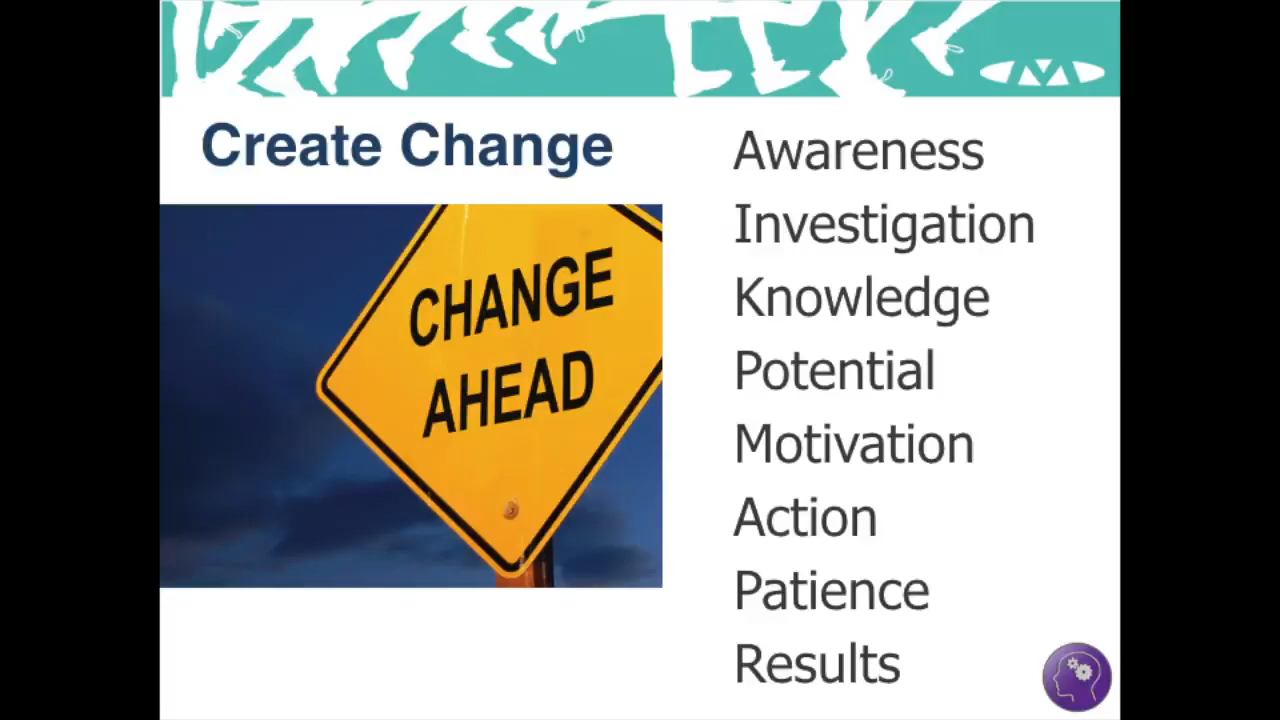 Create Change
CHANGE
AHEAD
Awareness
Investigation
Knowledge
Potential
Motivation
Action
Patience
Results